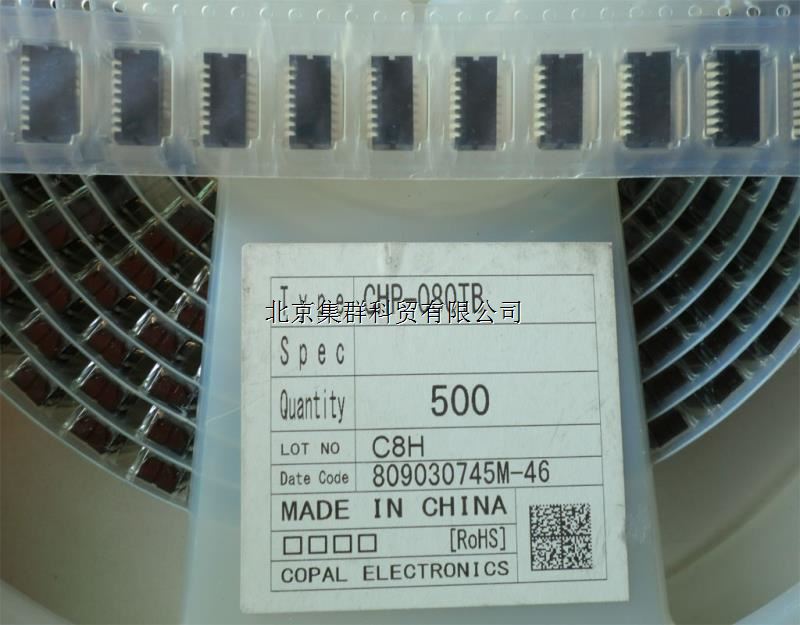 Type CHP-080TB
北京集群科贸有限公司
Spec
Quantity 500
LOT NO C8H
Date Code 809030745M-46
MADE IN CHINA
□□□□ [RoHS]
COPAL ELECTRONICS